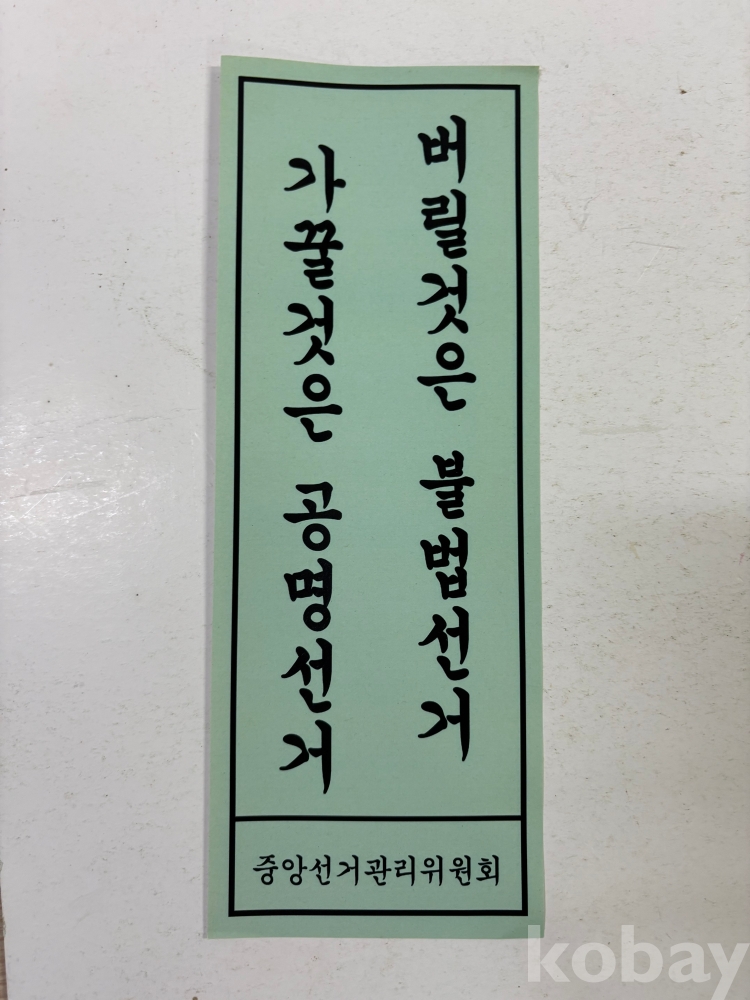 버릴것은 불법선거
가꿀것은 공명선거
중앙선거관리위원회
kobay